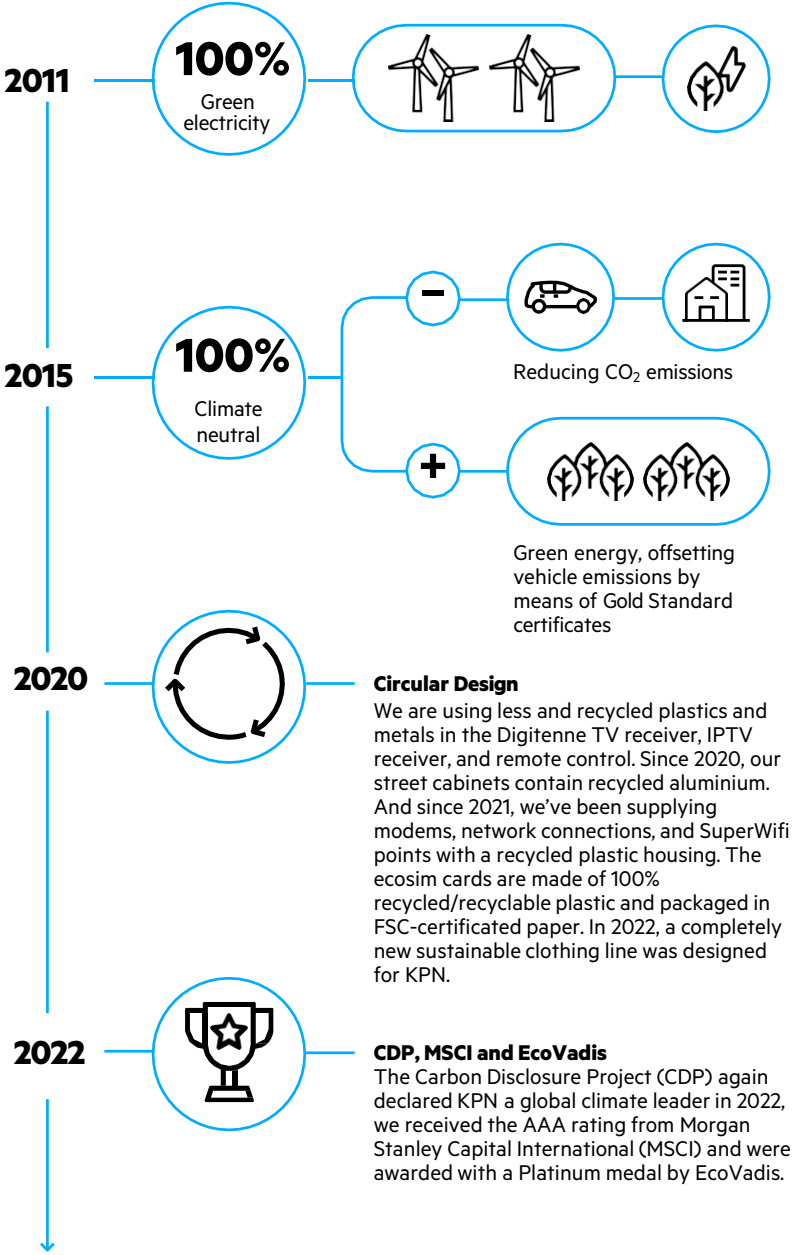 2011
100%
Green
electricity
2015
100%
Climate
neutral
−
Reducing CO₂ emissions
+
Green energy, offsetting
vehicle emissions by
means of Gold Standard
certificates
2020
Circular Design
We are using less and recycled plastics and
metals in the Digitenne TV receiver, IPTV
receiver, and remote control. Since 2020, our
street cabinets contain recycled aluminium.
And since 2021, we’ve been supplying
modems, network connections, and SuperWifi
points with a recycled plastic housing. The
ecosim cards are made of 100%
recycled/recyclable plastic and packaged in
FSC-certificated paper. In 2022, a completely
new sustainable clothing line was designed
for KPN.
2022
CDP, MSCI and EcoVadis
The Carbon Disclosure Project (CDP) again
declared KPN a global climate leader in 2022,
we received the AAA rating from Morgan
Stanley Capital International (MSCI) and were
awarded with a Platinum medal by EcoVadis.